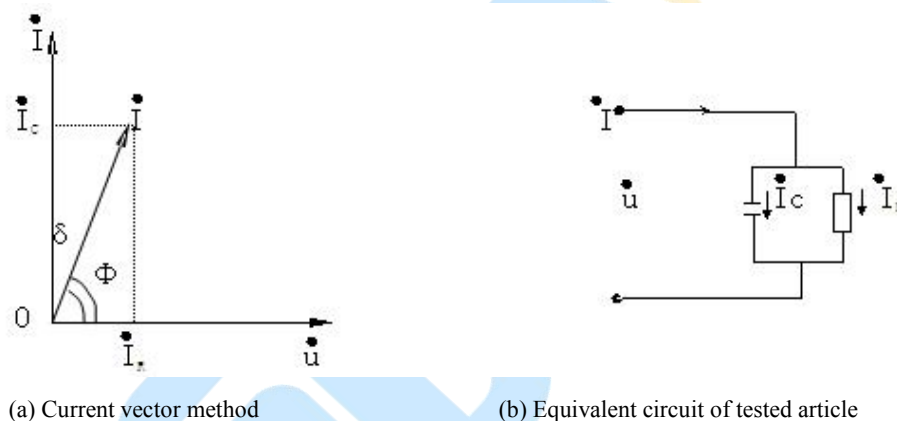 İ
İc
İ
δ
Φ
0
u̇
İ
u̇
İc
(a) Current vector method
(b) Equivalent circuit of tested article